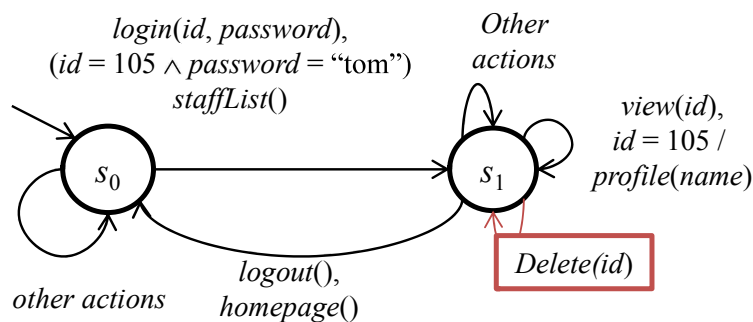 login(id, password),
(id = 105 ∧ password = “tom”)
staffList()
Other
actions
view(id),
id = 105 /
profile(name)
s0
s1
Delete(id)
logout(),
homepage()
other actions